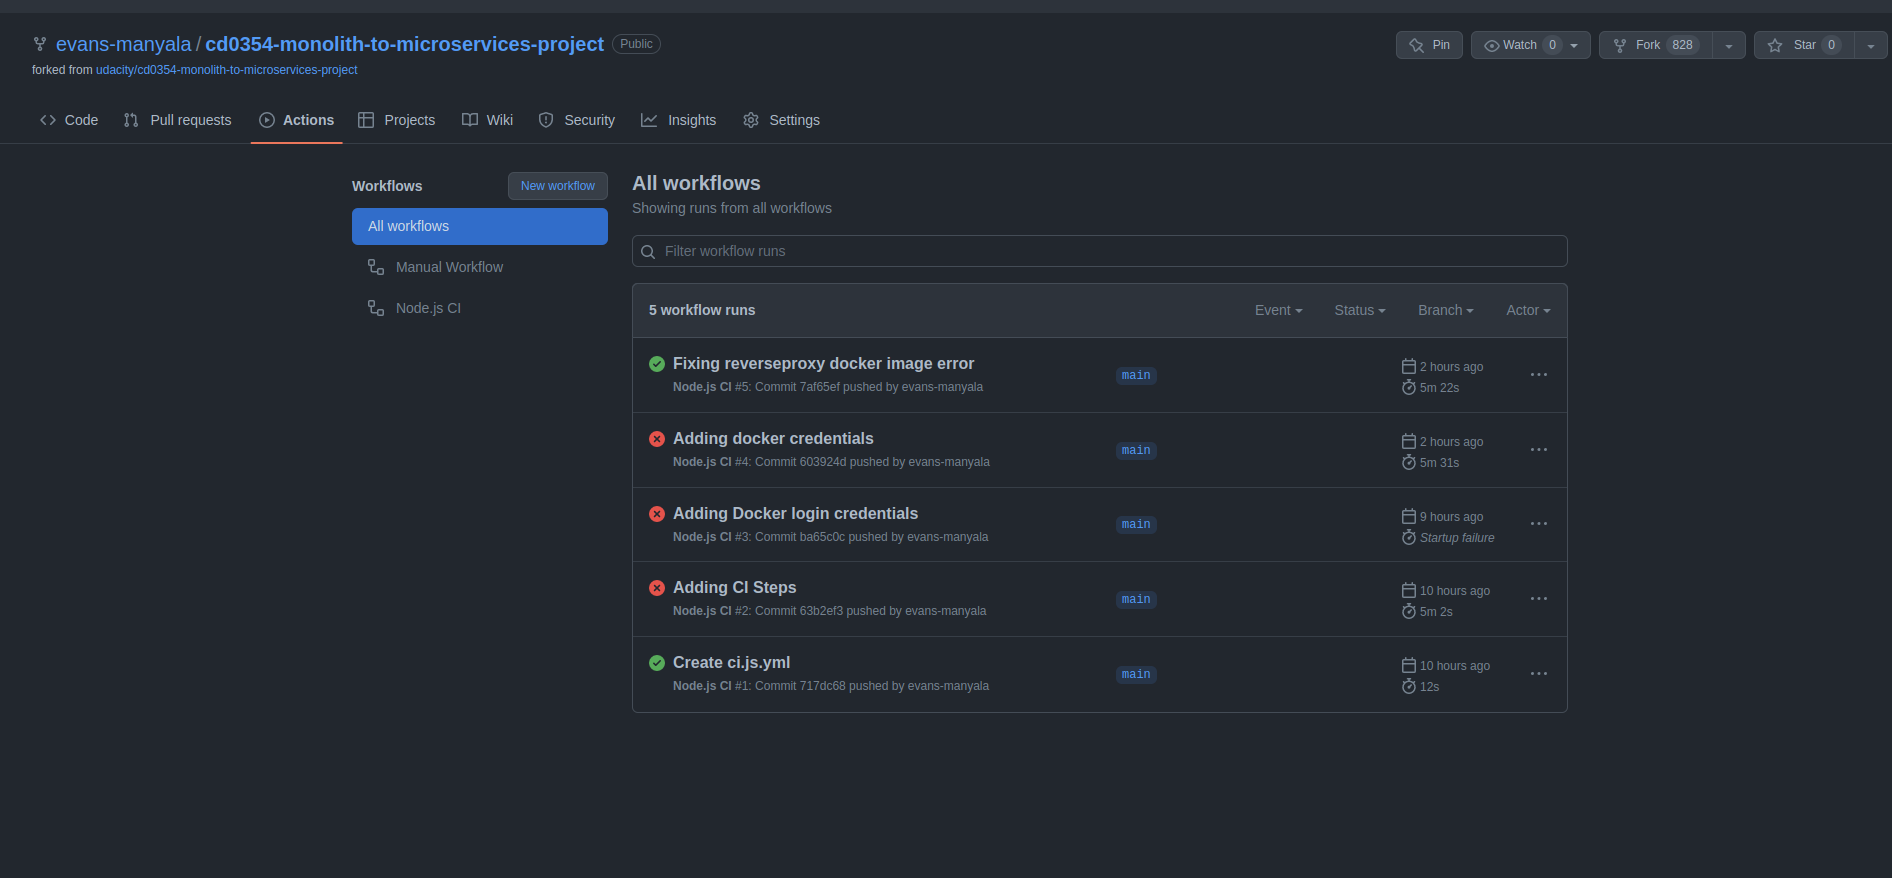 evans-manyala / cd0354-monolith-to-microservices-project Public
Pin Watch 0 Fork 828 Star 0
forked from udacity/cd0354-monolith-to-microservices-project
Code Pull requests Actions Projects Wiki Security Insights Settings
Workflows New workflow
All workflows
Manual Workflow
Node.js CI
All workflows
Showing runs from all workflows
Filter workflow runs
5 workflow runs Event Status Branch Actor
Fixing reverseproxy docker image error
Node.js CI #5: Commit 7af65ef pushed by evans-manyala
main
2 hours ago
5m 22s
Adding docker credentials
Node.js CI #4: Commit 603924d pushed by evans-manyala
main
2 hours ago
5m 31s
Adding Docker login credentials
Node.js CI #3: Commit ba65c0c pushed by evans-manyala
main
9 hours ago
Startup failure
Adding CI Steps
Node.js CI #2: Commit 63b2ef3 pushed by evans-manyala
main
10 hours ago
5m 2s
Create ci.js.yml
Node.js CI #1: Commit 717dc68 pushed by evans-manyala
main
10 hours ago
12s